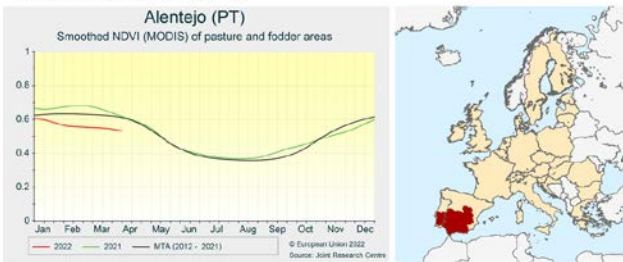 Alentejo (PT)
Smoothed NDVI (MODIS) of pasture and fodder areas
1
0.8
0.6
0.4
0.2
0
Jan Feb Mar Apr May Jun Jul Aug Sep Oct Nov Dec
2022 2021 MTA (2012 - 2021)
© European Union 2022
Source: Joint Research Centre